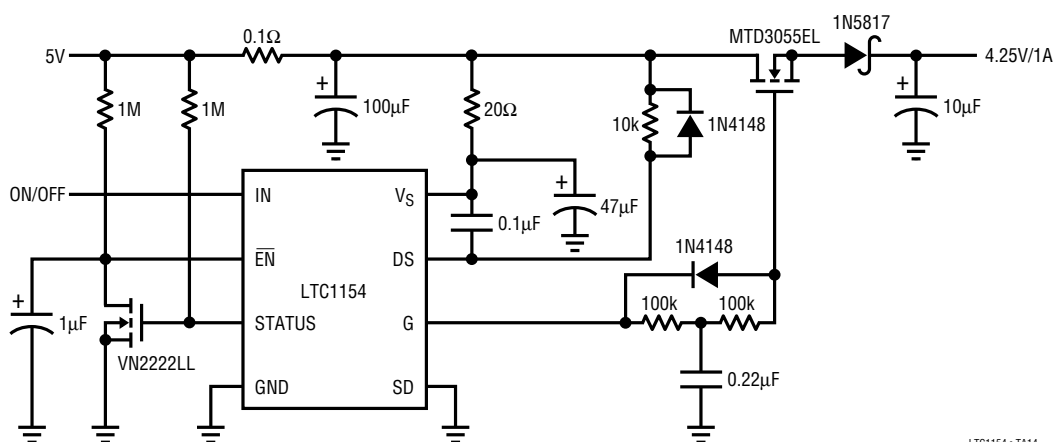 1N5817
MTD3055EL
0.1Ω
5V
4.25V/1A
1M
1M
100µF
20Ω
10k
1N4148
10µF
ON/OFF
IN
VS
0.1µF
47µF
EN
DS
1N4148
LTC1154
1µF
STATUS
G
100k
100k
VN2222LL
GND
SD
0.22µF